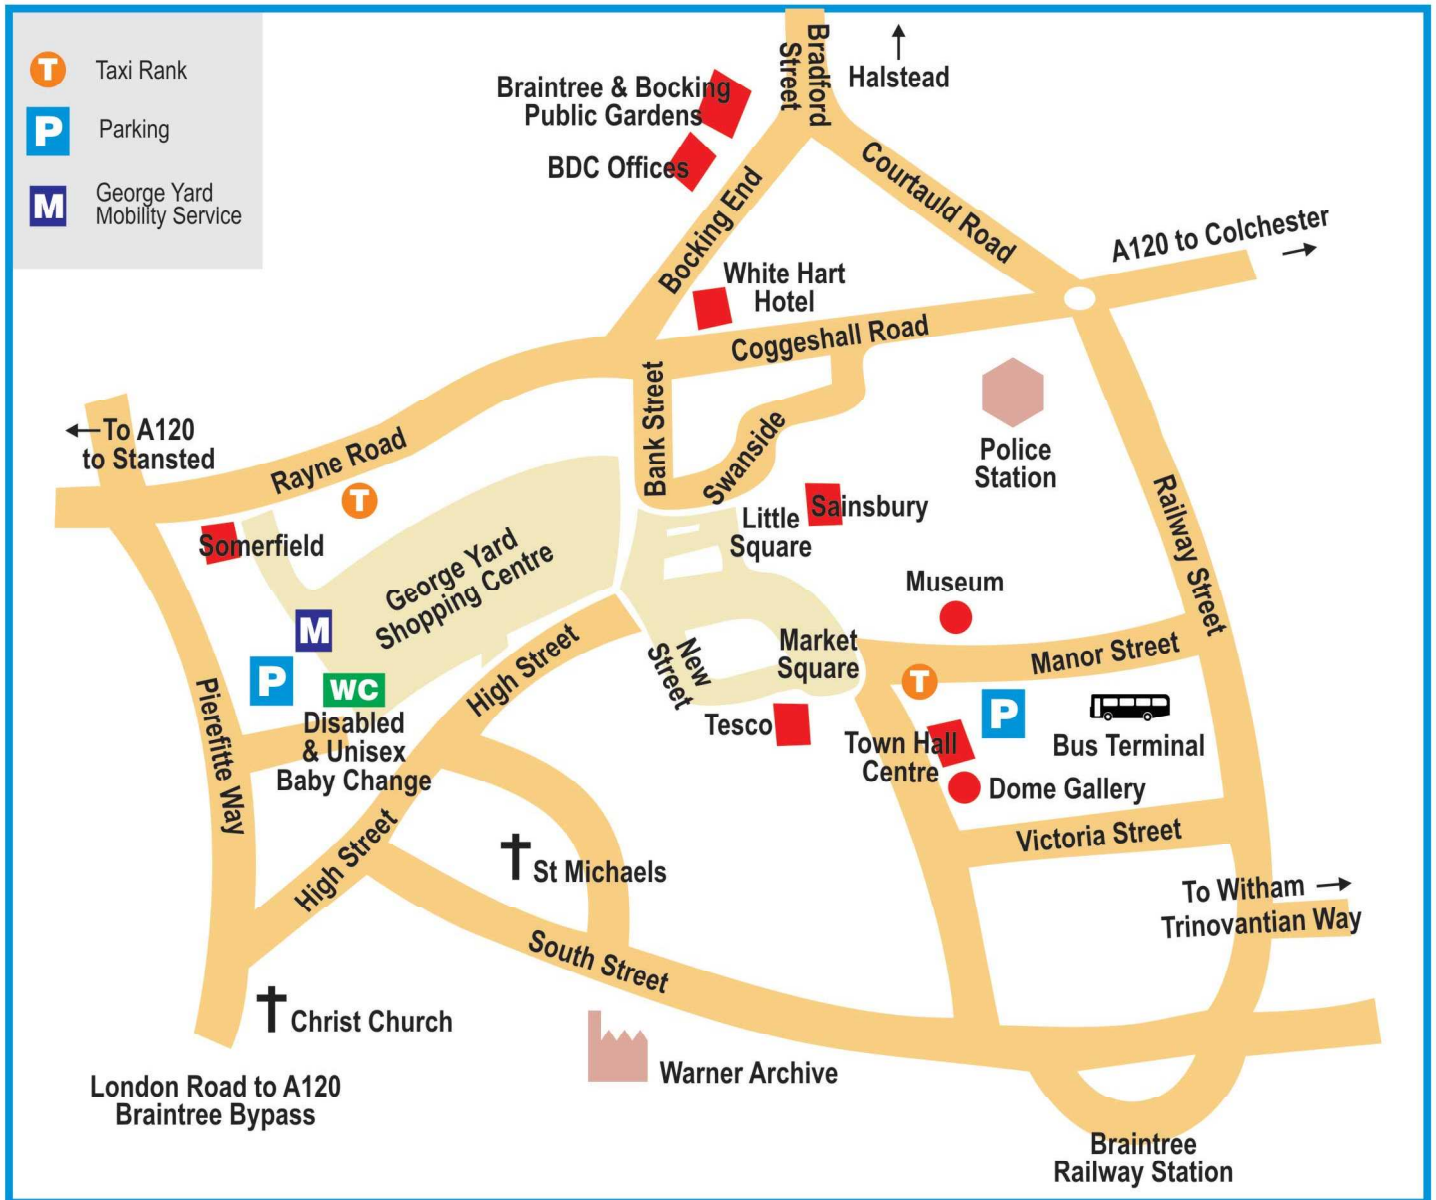 T Taxi Rank
P Parking
M George Yard
Mobility Service
Bradford
Street
Halstead
Braintree & Bocking
Public Gardens
BDC Offices
Bocking End
Courtauld Road
A120 to Colchester
White Hart
Hotel
Coggeshall Road
Bank Street
Swanside
Police
Station
To A120
to Stansted
Rayne Road
T
Somerfield
George Yard
Shopping Centre
Little
Square
Sainsbury
Railway Street
Museum
M
P
WC
Disabled
& Unisex
Baby Change
High Street
New
Street
Market
Square
Manor Street
T
P
Tesco
Town Hall
Centre
Bus Terminal
Dome Gallery
Pierefitte Way
High Street
Victoria Street
St Michaels
To Witham
Trinovantian Way
South Street
Christ Church
Warner Archive
London Road to A120
Braintree Bypass
Braintree
Railway Station